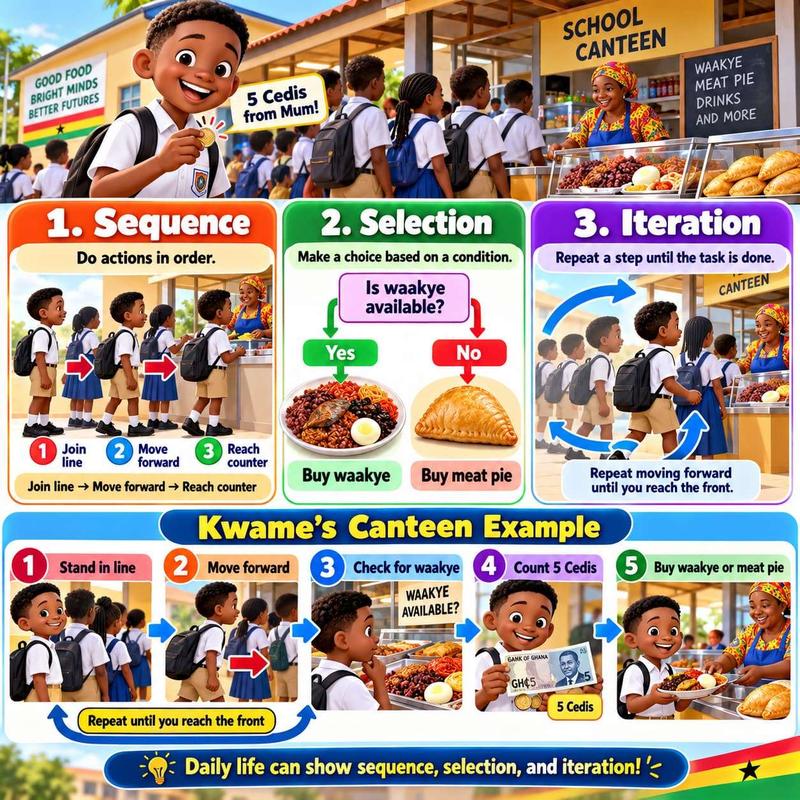 GOOD FOOD
BRIGHT MINDS
BETTER FUTURES
5 Cedis
from Mum!
SCHOOL
CANTEEN
WAAKYE
MEAT PIE
DRINKS
AND MORE
1. Sequence
Do actions in order.
1 Join
line
2 Move
forward
3 Reach
counter
Join line → Move forward → Reach counter
2. Selection
Make a choice based on a condition.
Is waakye
available?
Yes
No
Buy waakye
Buy meat pie
3. Iteration
Repeat a step until the task is done.
CANTEEN
Repeat moving forward
until you reach the front.
Kwame's Canteen Example
1 Stand in line
2 Move forward
3 Check for waakye
WAAKYE
AVAILABLE?
4 Count 5 Cedis
BANK OF GHANA
GH₵5
5
5 Cedis
5 Buy waakye or meat pie
Repeat until you reach the front
Daily life can show sequence, selection, and iteration!